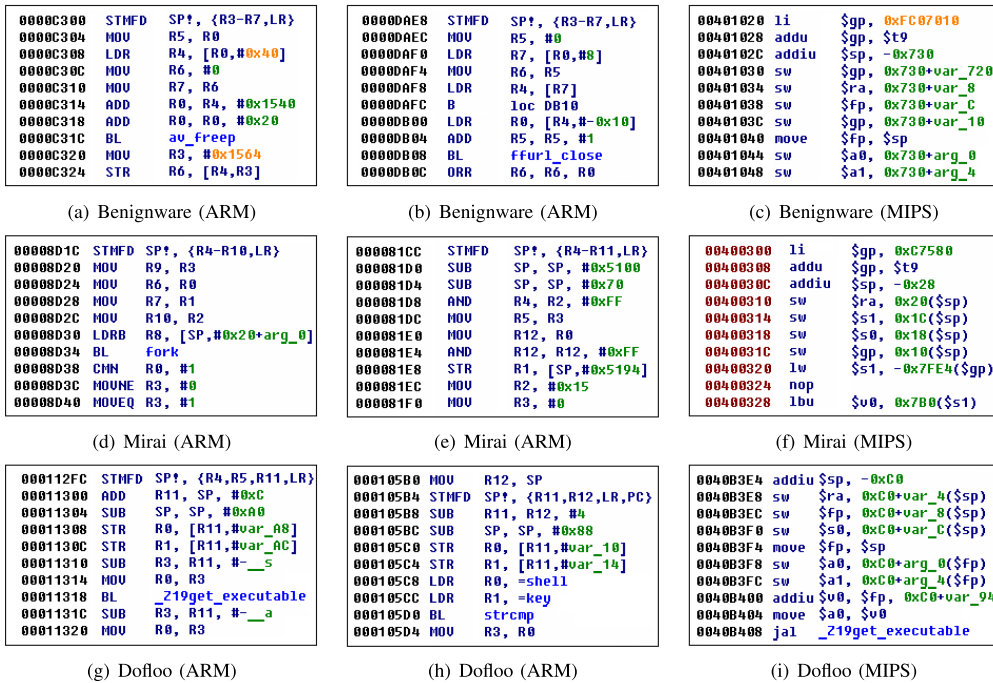 0000C300 STMFD SP!, {R3-R7,LR}
0000C304 MOV R5, R0
0000C308 LDR R4, [R0,#0x40]
0000C30C MOV R6, #0
0000C310 MOV R7, R6
0000C314 ADD R0, R4, #0x1540
0000C318 ADD R0, R0, #0x20
0000C31C BL av_freep
0000C320 MOV R3, #0x1564
0000C324 STR R6, [R4,R3]
(a) Benignware (ARM)
0000DAE8 STMFD SP!, {R3-R7,LR}
0000DAEC MOV R5, #0
0000DAF0 LDR R7, [R0,#8]
0000DAF4 MOV R6, R5
0000DAF8 LDR R4, [R7]
0000DAFC B loc DB10
0000DB00 LDR R0, [R4,#-0x10]
0000DB04 ADD R5, R5, #1
0000DB08 BL ffurl_close
0000DB0C ORR R6, R6, R0
(b) Benignware (ARM)
00401020 li $gp, 0xFC07010
00401028 addu $gp, $t9
0040102C addiu $sp, -0x730
00401030 sw $gp, 0x730+var_720
00401034 sw $ra, 0x730+var_8
00401038 sw $fp, 0x730+var_C
0040103C sw $gp, 0x730+var_10
00401040 move $fp, $sp
00401044 sw $a0, 0x730+arg_0
00401048 sw $a1, 0x730+arg_4
(c) Benignware (MIPS)
00008D1C STMFD SP!, {R4-R10,LR}
00008D20 MOV R9, R3
00008D24 MOV R6, R0
00008D28 MOV R7, R1
00008D2C MOV R10, R2
00008D30 LDRB R8, [SP,#0x20+arg_0]
00008D34 BL fork
00008D38 CMN R0, #1
00008D3C MOVNE R3, #0
00008D40 MOVEQ R3, #1
(d) Mirai (ARM)
000081CC STMFD SP!, {R4-R11,LR}
000081D0 SUB SP, SP, #0x5100
000081D4 SUB SP, SP, #0x70
000081D8 AND R4, R2, #0xFF
000081DC MOV R5, R3
000081E0 MOV R12, R0
000081E4 AND R12, R12, #0xFF
000081E8 STR R1, [SP,#0x5194]
000081EC MOV R2, #0x15
000081F0 MOV R3, #0
(e) Mirai (ARM)
00400300 li $gp, 0xC7580
00400308 addu $gp, $t9
0040030C addiu $sp, -0x28
00400310 sw $ra, 0x20($sp)
00400314 sw $s1, 0x1C($sp)
00400318 sw $s0, 0x18($sp)
0040031C sw $gp, 0x10($sp)
00400320 lw $s1, -0x7FE4($gp)
00400324 nop
00400328 lbu $v0, 0x7B0($s1)
(f) Mirai (MIPS)
000112FC STMFD SP!, {R4,R5,R11,LR}
00011300 ADD R11, SP, #0xC
00011304 SUB SP, SP, #0xA0
00011308 STR R0, [R11,#var_A8]
0001130C STR R1, [R11,#var_AC]
00011310 SUB R3, R11, #-__s
00011314 MOV R0, R3
00011318 BL _Z19get_executable
0001131C SUB R3, R11, #-__a
00011320 MOV R0, R3
(g) Dofloo (ARM)
000105B0 MOV R12, SP
000105B4 STMFD SP!, {R11,R12,LR,PC}
000105B8 SUB R11, R12, #4
000105BC SUB SP, SP, #0x88
000105C0 STR R0, [R11,#var_10]
000105C4 STR R1, [R11,#var_14]
000105C8 LDR R0, =shell
000105CC LDR R1, =key
000105D0 BL strcmp
000105D4 MOV R3, R0
(h) Dofloo (ARM)
0040B3E4 addiu $sp, -0xC0
0040B3E8 sw $ra, 0xC0+var_4($sp)
0040B3EC sw $fp, 0xC0+var_8($sp)
0040B3F0 sw $s0, 0xC0+var_C($sp)
0040B3F4 move $fp, $sp
0040B3F8 sw $a0, 0xC0+arg_0($fp)
0040B3FC sw $a1, 0xC0+arg_4($fp)
0040B400 addiu $v0, $fp, 0xC0+var_94
0040B404 move $a0, $v0
0040B408 jal _Z19get_executable
(i) Dofloo (MIPS)